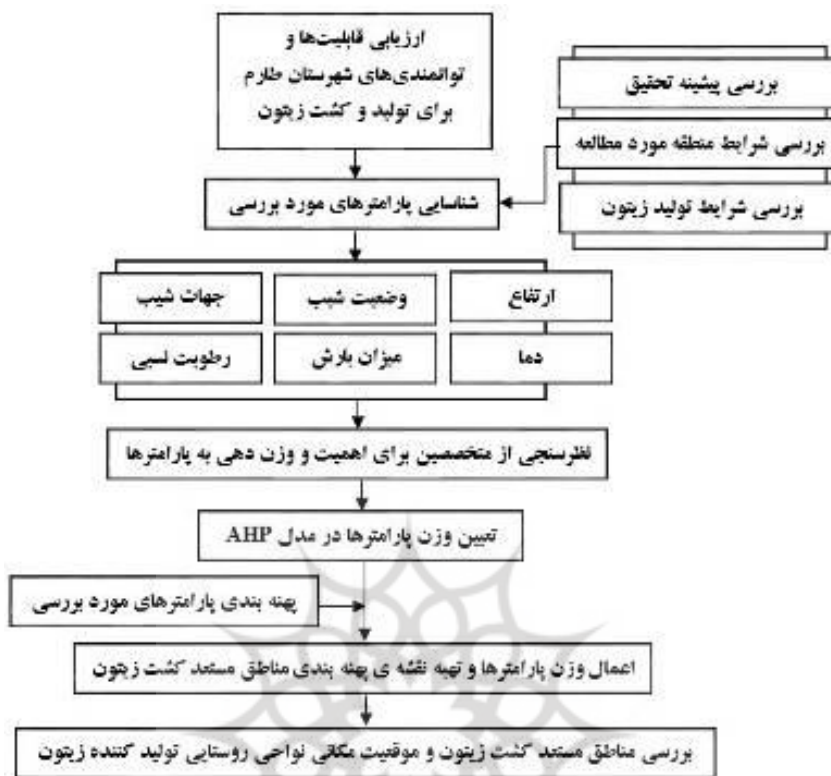 ارزیابی قابلیت‌ها و
توانمندی‌های شهرستان طارم
برای تولید و کشت زیتون
بررسی پیشینه تحقیق
بررسی شرایط منطقه مورد مطالعه
بررسی شرایط تولید زیتون
شناسایی پارامترهای مورد بررسی
ارتفاع
وضعیت شیب
جهات شیب
دما
میزان بارش
رطوبت نسبی
نظرسنجی از متخصصین برای اهمیت و وزن دهی به پارامترها
تعیین وزن پارامترها در مدل AHP
پهنه بندی پارامترهای مورد بررسی
اعمال وزن پارامترها و تهیه نقشه ی پهنه بندی مناطق مستعد کشت زیتون
بررسی مناطق مستعد کشت زیتون و موقعیت مکانی نواحی روستایی تولید کننده زیتون